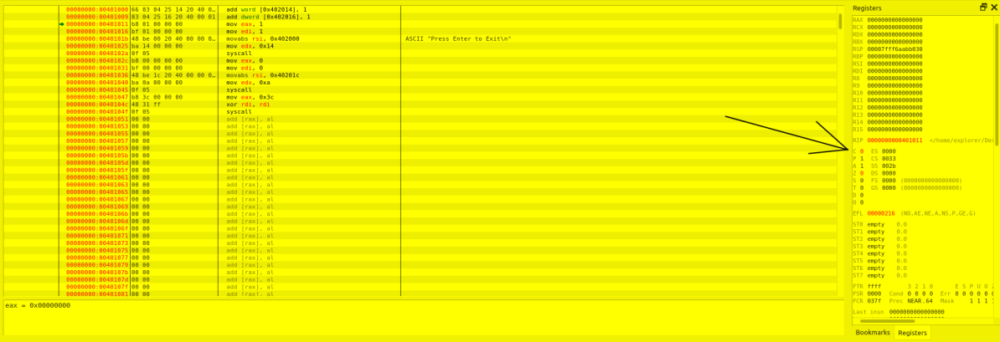 00000000:00401000 66 83 04 25 14 20 40 0… add word [0x402014], 1
00000000:00401009 83 04 25 16 20 40 00 01 add dword [0x402016], 1
00000000:00401011 b8 01 00 00 00 mov eax, 1
00000000:00401016 bf 01 00 00 00 mov edi, 1
00000000:0040101b 48 be 00 20 40 00 00 0… movabs rsi, 0x402000 ASCII "Press Enter to Exit\n"
00000000:00401025 ba 14 00 00 00 mov edx, 0x14
00000000:0040102a 0f 05 syscall
00000000:0040102c b8 00 00 00 00 mov eax, 0
00000000:00401031 bf 00 00 00 00 mov edi, 0
00000000:00401036 48 be 1c 20 40 00 00 0… movabs rsi, 0x40201c
00000000:00401040 ba 0a 00 00 00 mov edx, 0xa
00000000:00401045 0f 05 syscall
00000000:00401047 b8 3c 00 00 00 mov eax, 0x3c
00000000:0040104c 48 31 ff xor rdi, rdi
00000000:0040104f 0f 05 syscall
00000000:00401051 00 00 add [rax], al
00000000:00401053 00 00 add [rax], al
00000000:00401055 00 00 add [rax], al
00000000:00401057 00 00 add [rax], al
00000000:00401059 00 00 add [rax], al
00000000:0040105b 00 00 add [rax], al
00000000:0040105d 00 00 add [rax], al
00000000:0040105f 00 00 add [rax], al
00000000:00401061 00 00 add [rax], al
00000000:00401063 00 00 add [rax], al
00000000:00401065 00 00 add [rax], al
00000000:00401067 00 00 add [rax], al
00000000:00401069 00 00 add [rax], al
00000000:0040106b 00 00 add [rax], al
00000000:0040106d 00 00 add [rax], al
00000000:0040106f 00 00 add [rax], al
00000000:00401071 00 00 add [rax], al
00000000:00401073 00 00 add [rax], al
00000000:00401075 00 00 add [rax], al
00000000:00401077 00 00 add [rax], al
00000000:00401079 00 00 add [rax], al
00000000:0040107b 00 00 add [rax], al
00000000:0040107d 00 00 add [rax], al
00000000:0040107f 00 00 add [rax], al
00000000:00401081 00 00 add [rax], al
eax = 0x00000000
Registers
RAX 0000000000000000
RCX 0000000000000000
RDX 0000000000000000
RBX 0000000000000000
RSP 00007fff6aabb030
RBP 0000000000000000
RSI 0000000000000000
RDI 0000000000000000
R8 0000000000000000
R9 0000000000000000
R10 0000000000000000
R11 0000000000000000
R12 0000000000000000
R13 0000000000000000
R14 0000000000000000
R15 0000000000000000
RIP 0000000000401011 </home/explorer/Des
C 0 ES 0000
P 1 CS 0033
A 1 SS 002b
Z 0 DS 0000
S 0 FS 0000 (0000000000000000)
T 0 GS 0000 (0000000000000000)
D 0
O 0
EFL 00000216 (NO,AE,NE,A,NS,P,GE,G)
ST0 empty 0.0
ST1 empty 0.0
ST2 empty 0.0
ST3 empty 0.0
ST4 empty 0.0
ST5 empty 0.0
ST6 empty 0.0
ST7 empty 0.0
FTR ffff 3 2 1 0 E S P U O Z
FSR 0000 Cond 0 0 0 0 Err 0 0 0 0 0 0
FCR 037f Prec NEAR,64 Mask 1 1 1
Last insn 0000000000000000
Bookmarks Registers